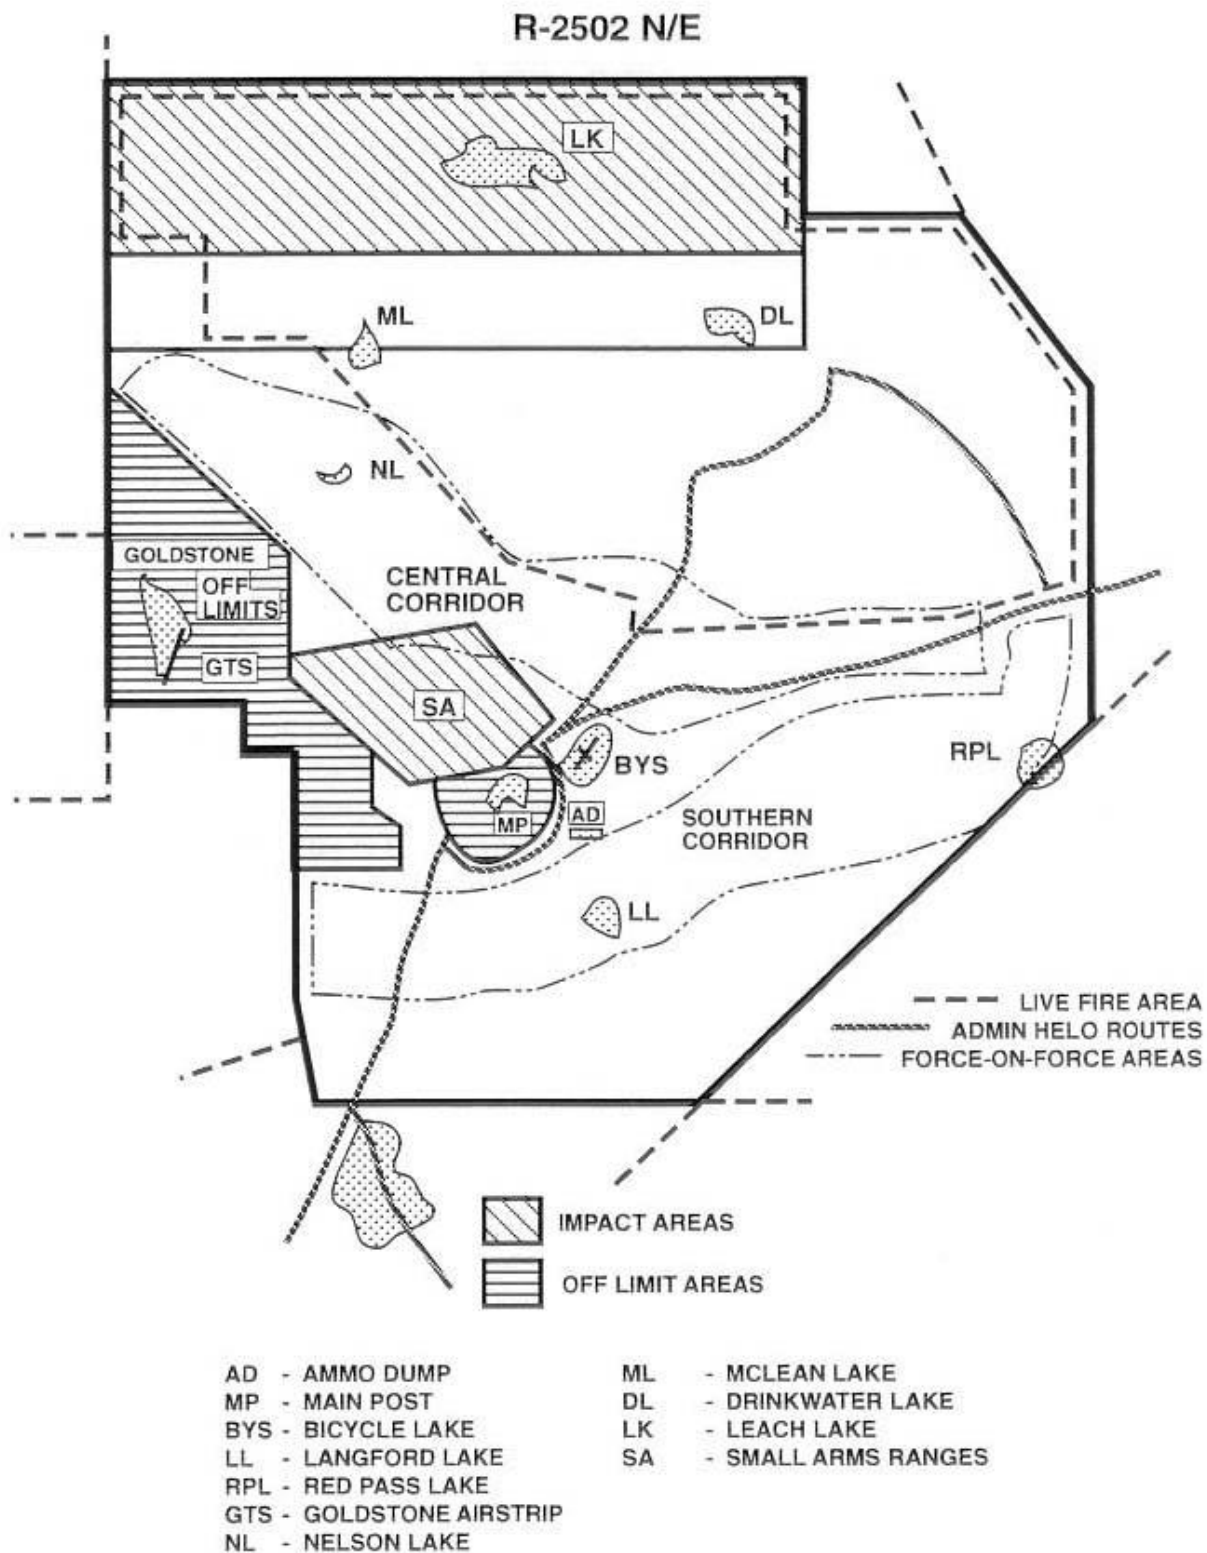 R-2502 N/E
LK
ML
DL
NL
GOLDSTONE
OFF
LIMITS
GTS
CENTRAL
CORRIDOR
SA
BYS
RPL
MP
AD
SOUTHERN
CORRIDOR
LL
LIVE FIRE AREA
ADMIN HELO ROUTES
FORCE-ON-FORCE AREAS
IMPACT AREAS
OFF LIMIT AREAS
AD - AMMO DUMP
MP - MAIN POST
BYS - BICYCLE LAKE
LL - LANGFORD LAKE
RPL - RED PASS LAKE
GTS - GOLDSTONE AIRSTRIP
NL - NELSON LAKE
ML - MCLEAN LAKE
DL - DRINKWATER LAKE
LK - LEACH LAKE
SA - SMALL ARMS RANGES